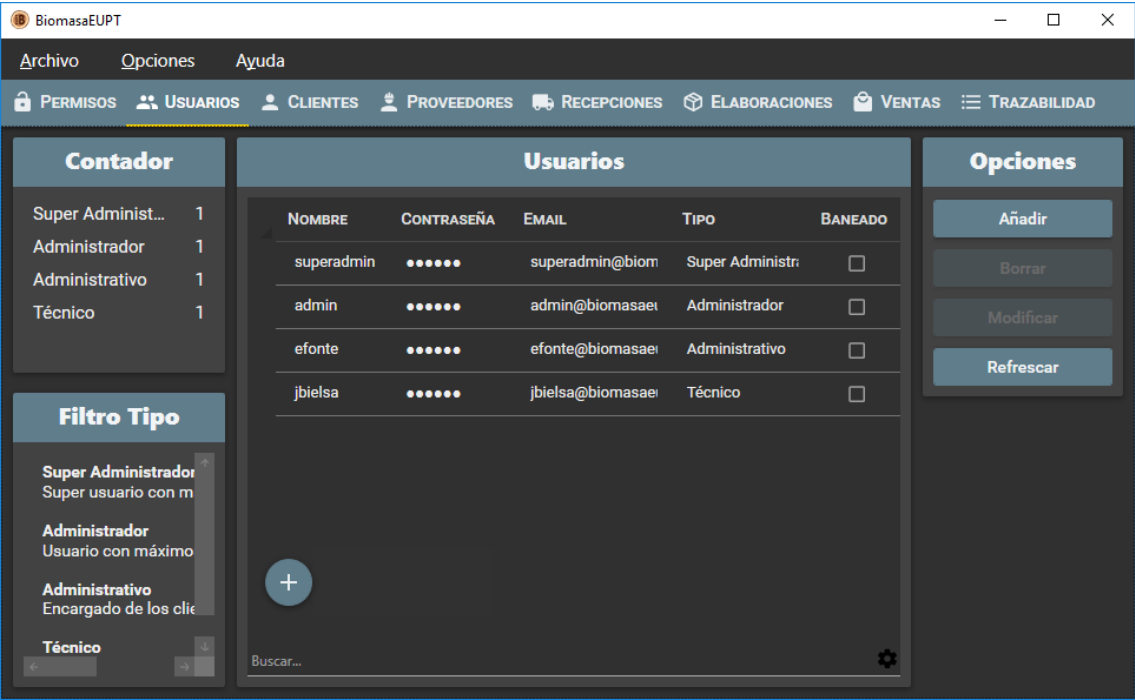 BiomasaEUPT
Archivo Opciones Ayuda
PERMISOS USUARIOS CLIENTES PROVEEDORES RECEPCIONES ELABORACIONES VENTAS TRAZABILIDAD
Contador
Super Administ... 1
Administrador 1
Administrativo 1
Técnico 1
Filtro Tipo
Super Administrador
Super usuario con m
Administrador
Usuario con máximo
Administrativo
Encargado de los clie
Técnico
Usuarios
NOMBRE CONTRASEÑA EMAIL TIPO BANEADO
superadmin ●●●●●● superadmin@biom Super Administra
admin ●●●●●● admin@biomasaeu Administrador
efonte ●●●●●● efonte@biomasaeu Administrativo
jbielsa ●●●●●● jbielsa@biomasaeu Técnico
Buscar...
Opciones
Añadir
Borrar
Modificar
Refrescar